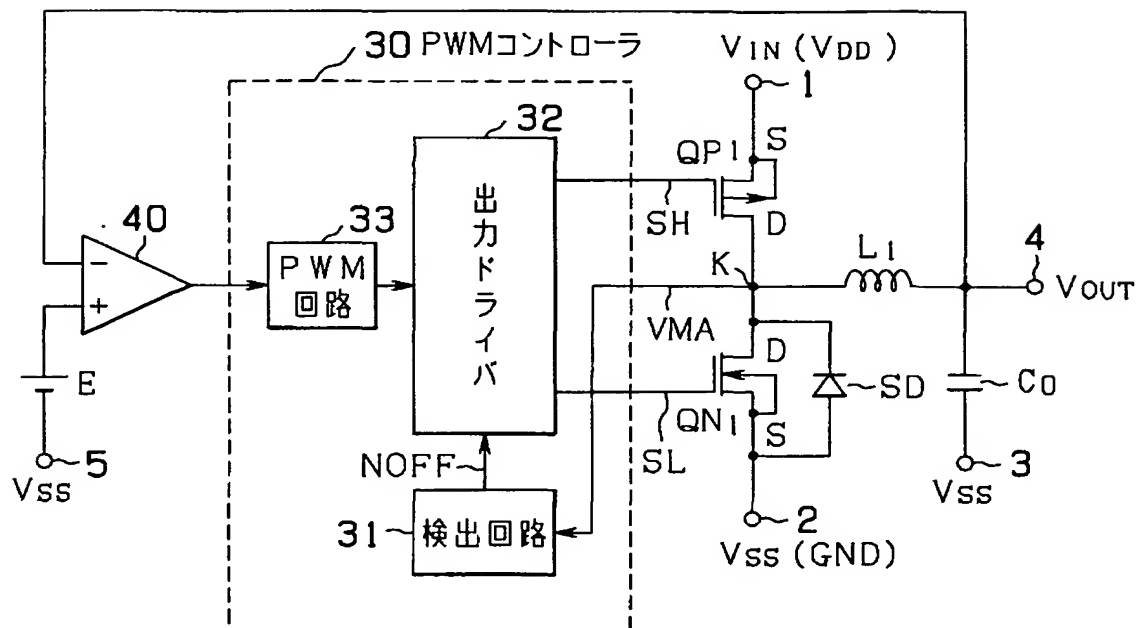 30 PWMコントローラ
VIN (VDD)
1
32
S
QP1
D
SH
出力ドライバ
40
33
PWM
回路
−
+
K
L1
4
VOUT
VMA
E
D
SD
C0
QN1
S
SL
5
VSS
NOFF
3
VSS
31
検出回路
2
VSS (GND)